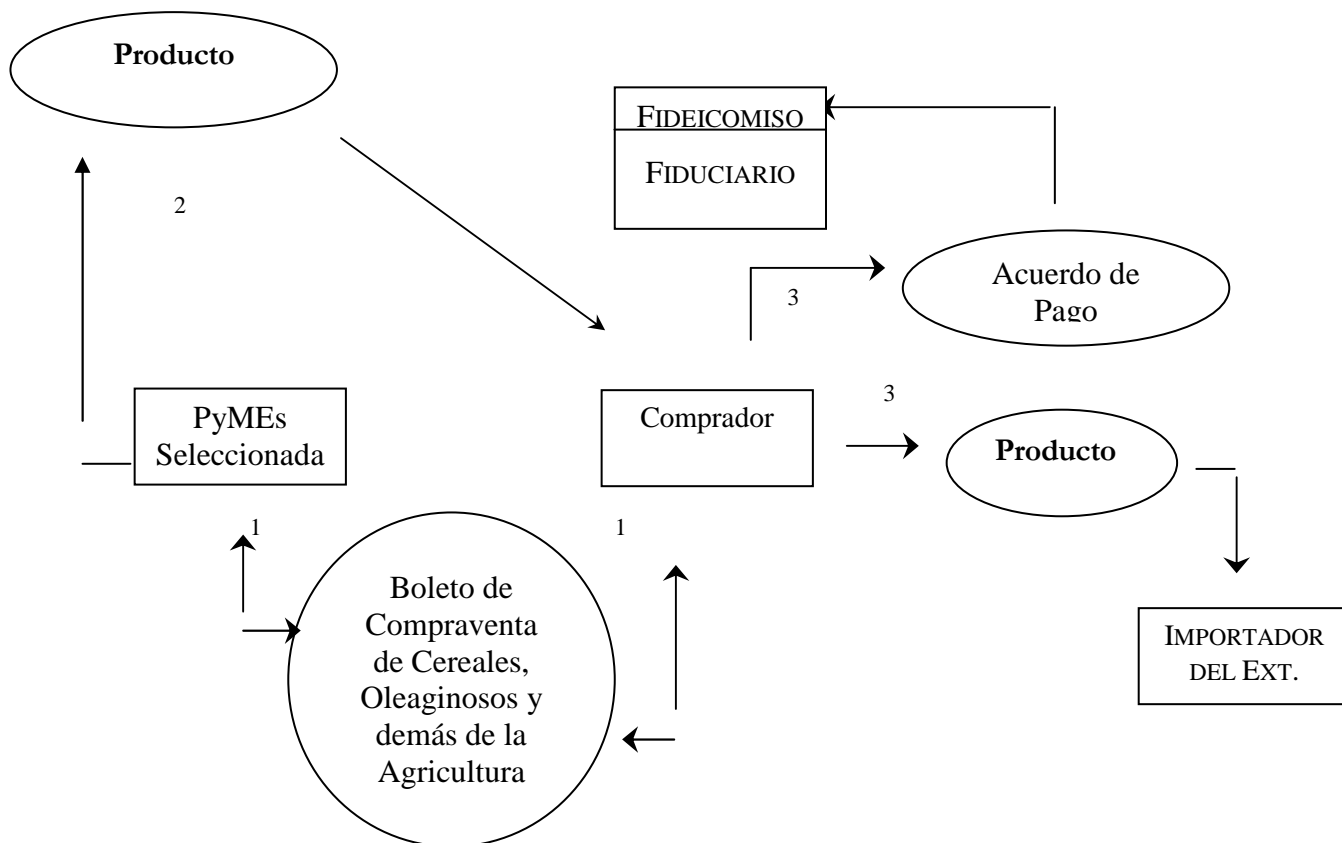 Producto
FIDEICOMISO
FIDUCIARIO
2
Acuerdo de
Pago
3
PyMEs
Seleccionada
Comprador
3
Producto
1
1
Boleto de
Compraventa
de Cereales,
Oleaginosos y
demás de la
Agricultura
IMPORTADOR
DEL EXT.